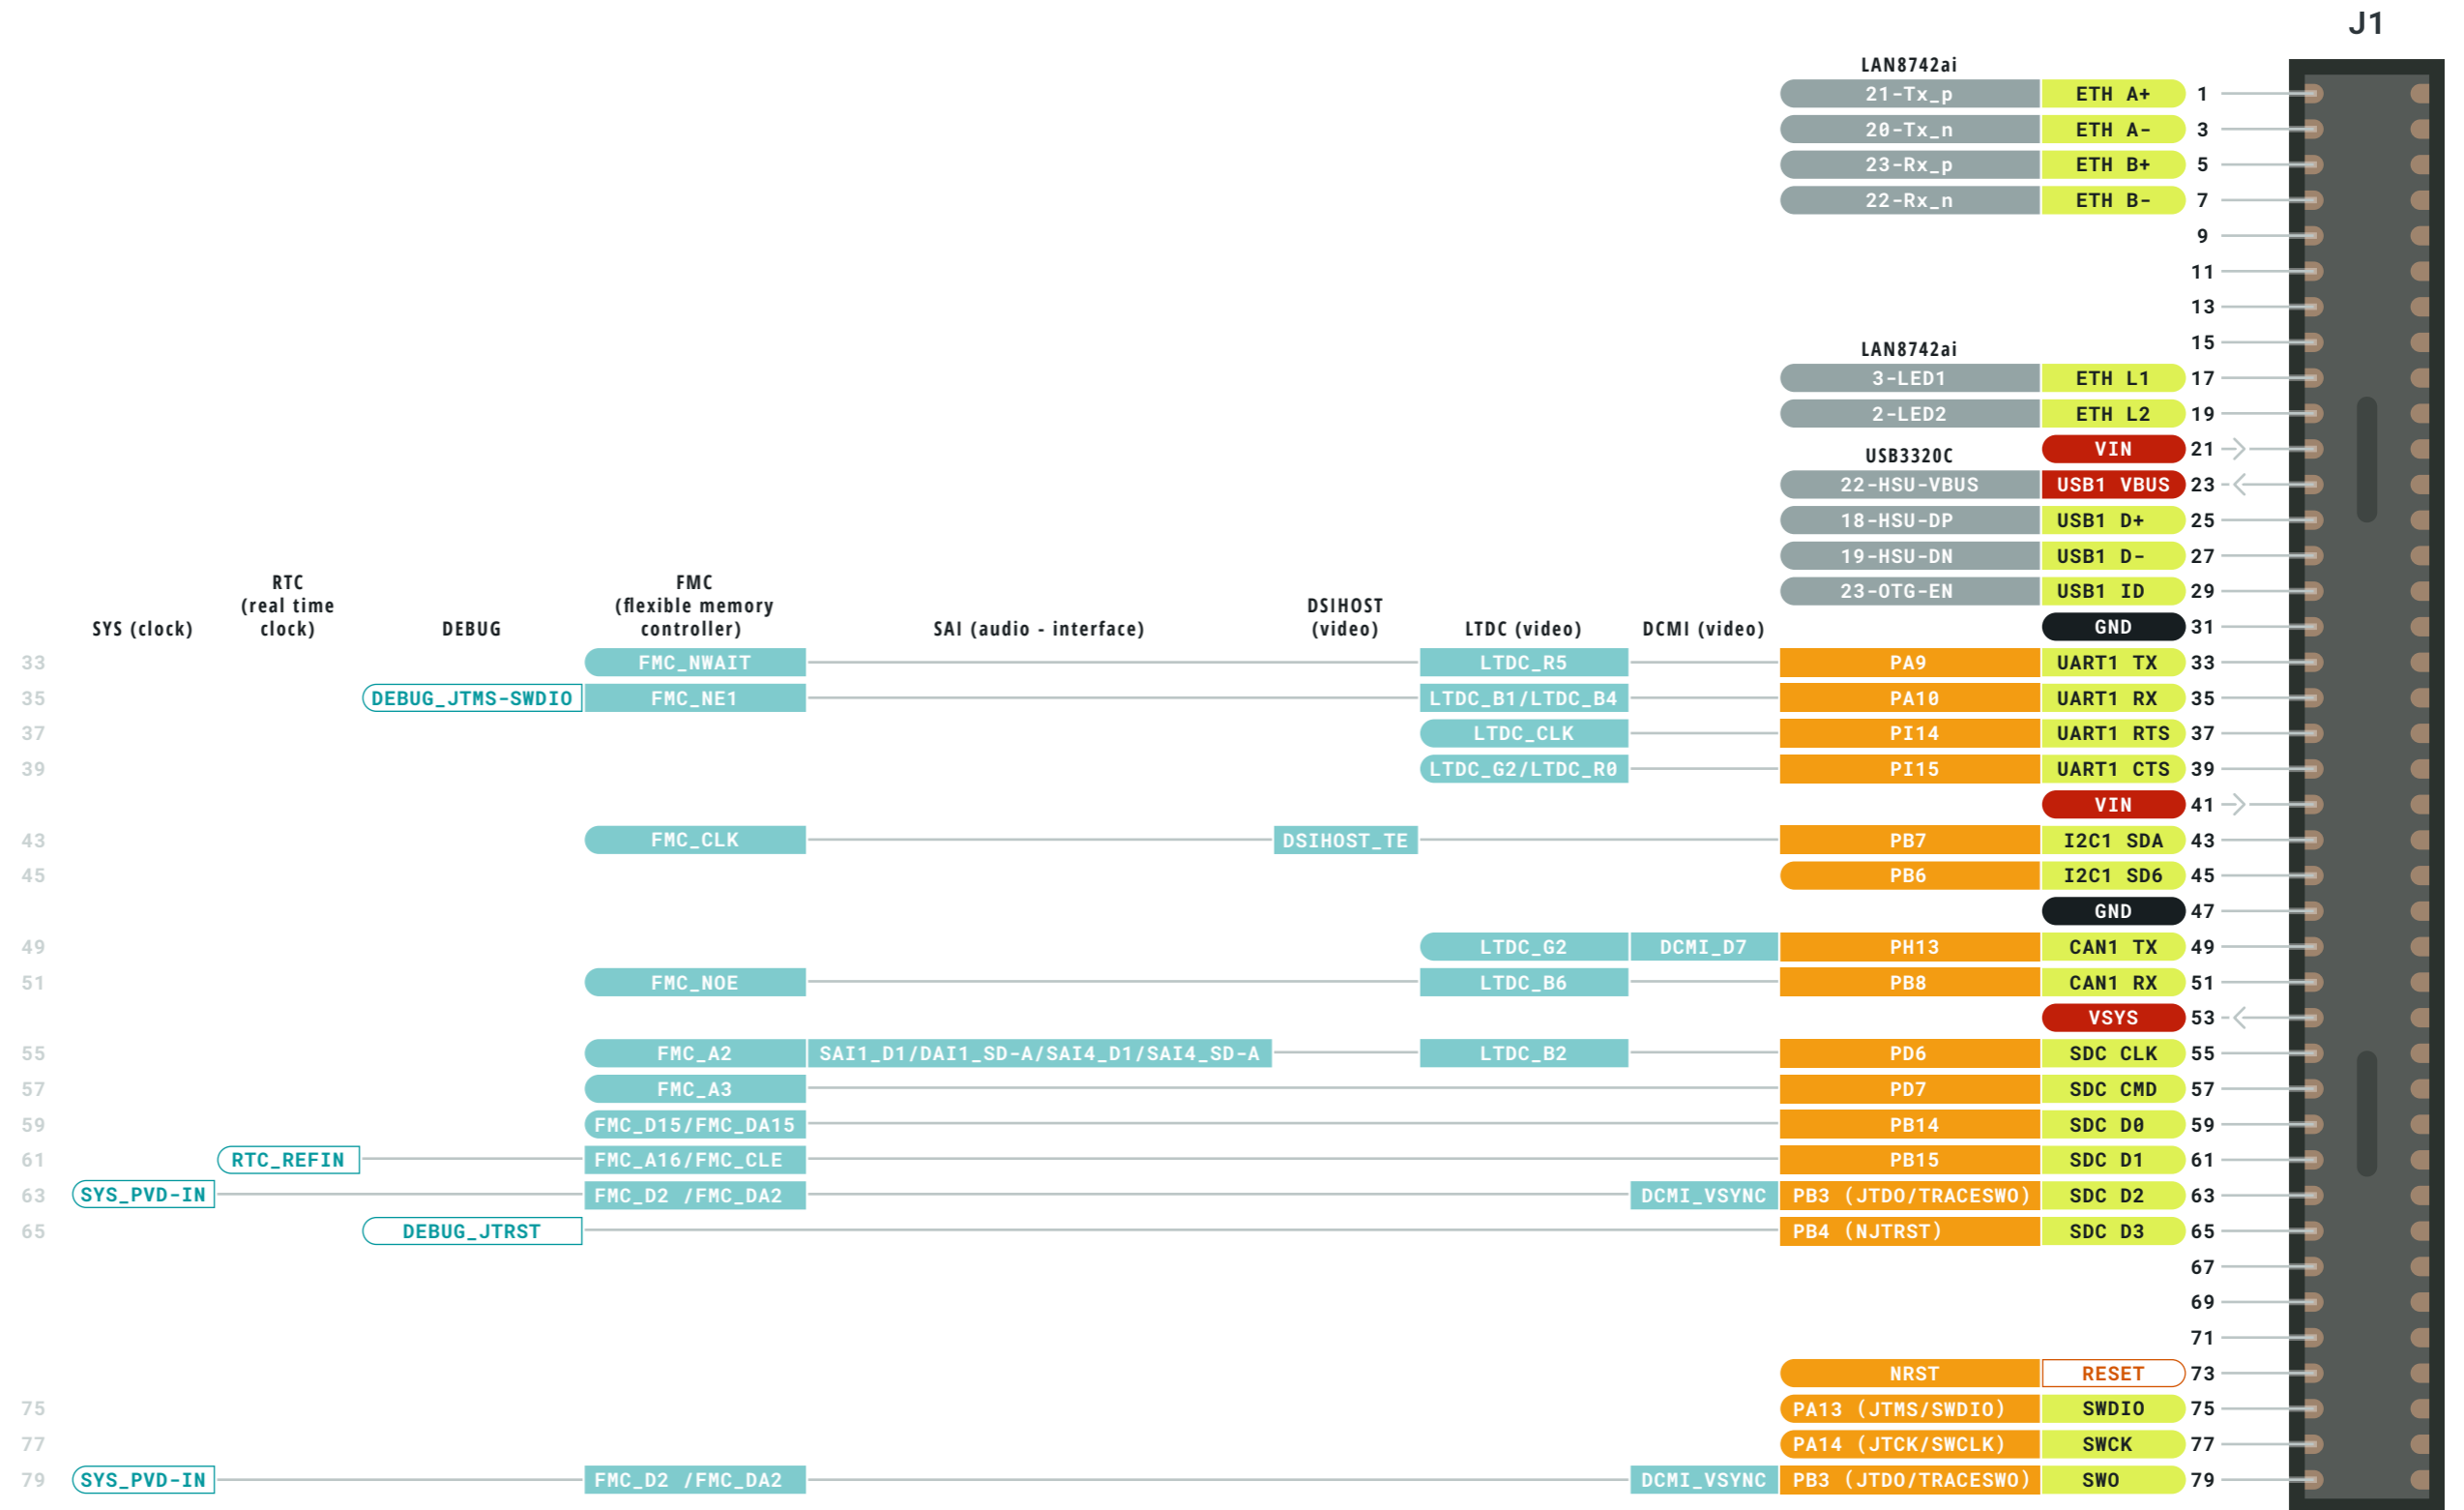 J1
LAN8742ai
21-Tx_p ETH A+ 1
20-Tx_n ETH A- 3
23-Rx_p ETH B+ 5
22-Rx_n ETH B- 7
9
11
13
15
LAN8742ai
3-LED1 ETH L1 17
2-LED2 ETH L2 19
VIN 21
USB3320C
22-HSU-VBUS USB1 VBUS 23
18-HSU-DP USB1 D+ 25
19-HSU-DN USB1 D- 27
23-OTG-EN USB1 ID 29
GND 31
SYS (clock)
RTC
(real time
clock)
DEBUG
FMC
(flexible memory
controller)
SAI (audio - interface)
DSIHOST
(video)
LTDC (video)
DCMI (video)
33 FMC_NWAIT LTDC_R5 PA9 UART1 TX 33
35 DEBUG_JTMS-SWDIO FMC_NE1 LTDC_B1/LTDC_B4 PA10 UART1 RX 35
37 LTDC_CLK PI14 UART1 RTS 37
39 LTDC_G2/LTDC_R0 PI15 UART1 CTS 39
VIN 41
43 FMC_CLK DSIHOST_TE PB7 I2C1 SDA 43
45 PB6 I2C1 SD6 45
GND 47
49 LTDC_G2 DCMI_D7 PH13 CAN1 TX 49
51 FMC_NOE LTDC_B6 PB8 CAN1 RX 51
VSYS 53
55 FMC_A2 SAI1_D1/DAI1_SD-A/SAI4_D1/SAI4_SD-A LTDC_B2 PD6 SDC CLK 55
57 FMC_A3 PD7 SDC CMD 57
59 FMC_D15/FMC_DA15 PB14 SDC D0 59
61 RTC_REFIN FMC_A16/FMC_CLE PB15 SDC D1 61
63 SYS_PVD-IN FMC_D2 /FMC_DA2 DCMI_VSYNC PB3 (JTDO/TRACESWO) SDC D2 63
65 DEBUG_JTRST PB4 (NJTRST) SDC D3 65
67
69
71
NRST RESET 73
75 PA13 (JTMS/SWDIO) SWDIO 75
77 PA14 (JTCK/SWCLK) SWCK 77
79 SYS_PVD-IN FMC_D2 /FMC_DA2 DCMI_VSYNC PB3 (JTDO/TRACESWO) SWO 79